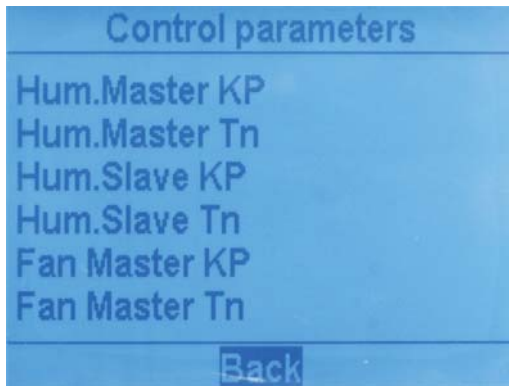 Control parameters
Hum.Master KP
Hum.Master Tn
Hum.Slave KP
Hum.Slave Tn
Fan Master KP
Fan Master Tn
Back